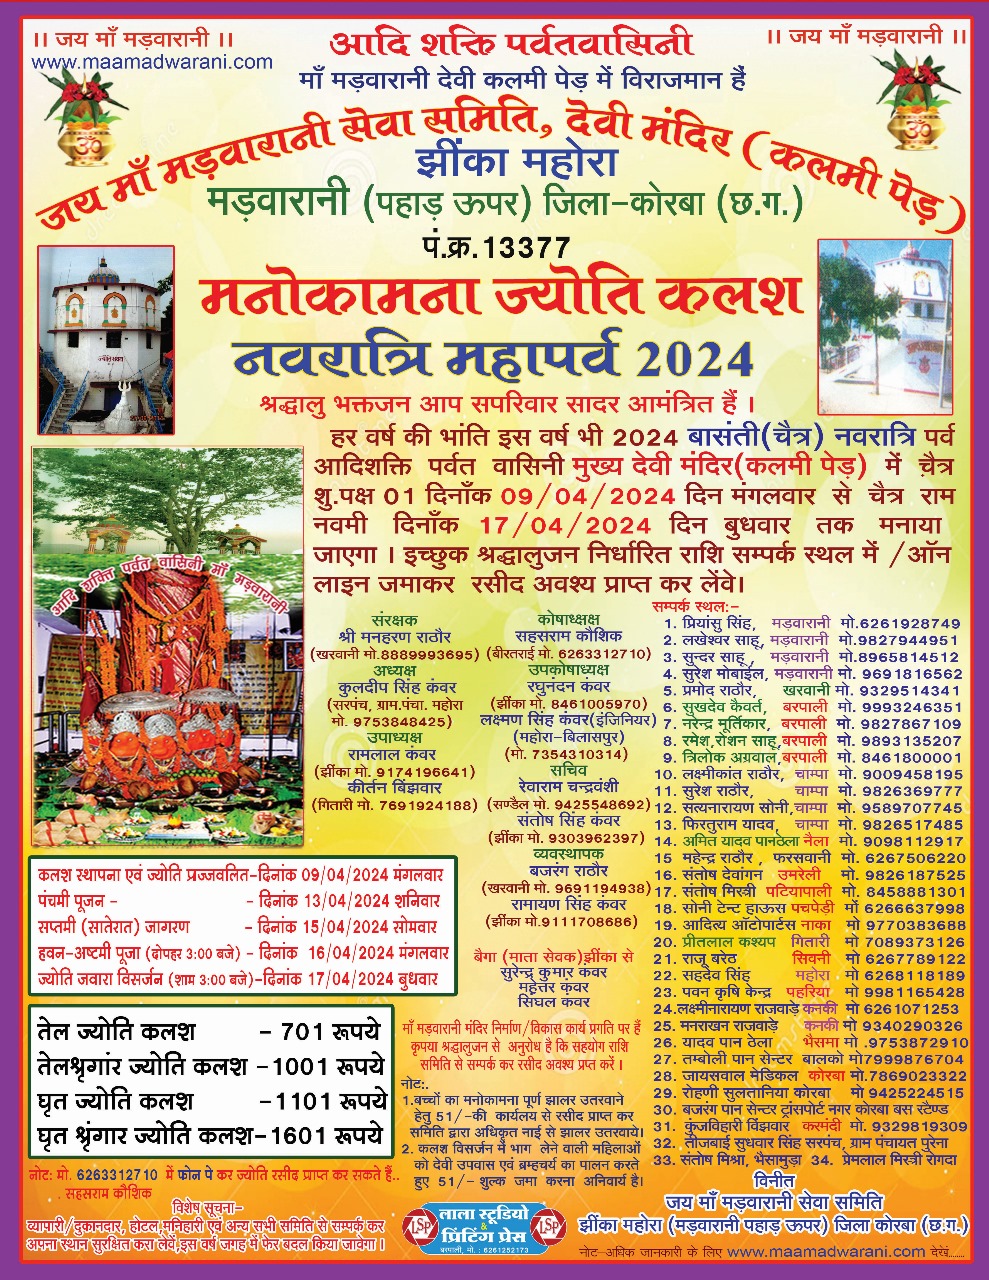 ।। जय माँ मड़वारानी ।।
www.maamadwarani.com
।। जय माँ मड़वारानी ।।
आदि शक्ति पर्वतवासिनी
माँ मड़वारानी देवी कलमी पेड़ में विराजमान हैं
जय माँ मड़वारानी सेवा समिति, देवी मंदिर (कलमी पेड़)
झींका महोरा
मड़वारानी (पहाड़ ऊपर) जिला-कोरबा (छ.ग.)
पं.क्र.13377
मनोकामना ज्योति कलश
नवरात्रि महापर्व 2024
श्रद्धालु भक्तजन आप सपरिवार सादर आमंत्रित हैं ।
हर वर्ष की भांति इस वर्ष भी 2024 बासंती(चैत्र) नवरात्रि पर्व
आदिशक्ति पर्वत वासिनी मुख्य देवी मंदिर(कलमी पेड़) में चैत्र
शु.पक्ष 01 दिनाँक 09/04/2024 दिन मंगलवार से चैत्र राम
नवमी दिनाँक 17/04/2024 दिन बुधवार तक मनाया
जाएगा । इच्छुक श्रद्धालुजन निर्धारित राशि सम्पर्क स्थल में /ऑन
लाइन जमाकर रसीद अवश्य प्राप्त कर लेंवे।
आदि शक्ति पर्वत वासिनी माँ मड़वारानी
संरक्षक
श्री मनहरण राठौर
(खरवानी मो.8889993695)
अध्यक्ष
कुलदीप सिंह कंवर
(सरपंच, ग्राम.पंचा. महोरा
मो. 9753848425)
उपाध्यक्ष
रामलाल कंवर
(झींका मो. 9174196641)
कीर्तन बिंझवार
(गितारी मो. 7691924188)
कोषाध्यक्ष
सहसराम कौशिक
(बीरतराई मो. 6263312710)
उपकोषाध्यक्ष
रघुनंदन कंवर
(झींका मो. 8461005970)
लक्ष्मण सिंह कंवर(इंजिनियर)
(महोरा-बिलासपुर)
(मो. 7354310314)
सचिव
रेवाराम चन्द्रवंशी
(सण्डैल मो. 9425548692)
संतोष सिंह कंवर
(झींका मो. 9303962397)
व्यवस्थापक
बजरंग राठौर
(खरवानी मो. 9691194938)
रामायण सिंह कंवर
(झींका मो.9111708686)
बैगा (माता सेवक)झींका से
सुरेन्द्र कुमार कंवर
महेत्तर कंवर
सिंघल कंवर
सम्पर्क स्थल:-
1. प्रियांसु सिंह, मड़वारानी मो.6261928749
2. लखेश्वर साहू, मड़वारानी मो.9827944951
3. सुन्दर साहू , मड़वारानी मो.8965814512
4. सुरेश मोबाईल, मड़वारानी मो. 9691816562
5. प्रमोद राठौर, खरवानी मो. 9329514341
6. सुखदेव कैवर्त, बरपाली मो. 9993246351
7. नरेन्द्र मूर्तिकार, बरपाली मो. 9827867109
8. रमेश,रोशन साहू,बरपाली मो. 9893135207
9. त्रिलोक अग्रवाल,बरपाली मो. 8461800001
10. लक्ष्मीकांत राठौर, चाम्पा मो. 9009458195
11. सुरेश राठौर, चाम्पा मो. 9826369777
12. सत्यनारायण सोनी,चाम्पा मो. 9589707745
13. फिरतुराम यादव, चाम्पा मो. 9826517485
14. अमित यादव पानठेला नैला मो. 9098112917
15 महेन्द्र राठौर , फरसवानी मो. 6267506220
16. संतोष देवांगन उमरेली मो. 9826187525
17. संतोष मिस्त्री पटियापाली मो. 8458881301
18. सोनी टेन्ट हाऊस पचपेड़ी मों 6266637998
19. आदित्य ऑटोपार्टस नाका मो. 9770383688
20. प्रीतलाल कश्यप गितारी मो 7089373126
21. राजू बरेठ सिवनी मो 6267789122
22. सहदेव सिंह महोरा मो 6268118189
23. पवन कृषि केन्द्र पहरिया मो 9981165428
24.लक्ष्मीनारायण राजवाड़े कनकी मो 6261071253
25. मनराखन राजवाड़े कनकी मो 9340290326
26. यादव पान ठेला भैसमा मो .9753872910
27. तम्बोली पान सेन्टर बालको मो7999876704
28. जायसवाल मेडिकल कोरबा मो.7869023322
29. रोहणी सुलतानिया कोरबा मो 9425224515
30. बजरंग पान सेन्टर ट्रांसपोर्ट नगर कोरबा बस स्टैण्ड
31. कुंजविहारी विंझवार करमंदी मो. 9329819309
32. तीजबाई सुधवार सिंह सरपंच, ग्राम पंचायत पुरेना
33. संतोष मिश्रा, भैसामुड़ा 34. प्रेमलाल मिस्त्री रोगदा
कलश स्थापना एवं ज्योति प्रज्जवलित-दिनांक 09/04/2024 मंगलवार
पंचमी पूजन - - दिनांक 13/04/2024 शनिवार
सप्तमी (सातेरात) जागरण - दिनांक 15/04/2024 सोमवार
हवन-अष्टमी पूजा (दोपहर 3:00 बजे) - दिनांक 16/04/2024 मंगलवार
ज्योति जवारा विसर्जन (शाम 3:00 बजे)-दिनांक 17/04/2024 बुधवार
तेल ज्योति कलश - 701 रूपये
तेलश्रृगांर ज्योति कलश -1001 रूपये
घृत ज्योति कलश -1101 रूपये
घृत श्रृंगार ज्योति कलश-1601 रूपये
माँ मड़वारानी मंदिर निर्माण/विकास कार्य प्रगति पर हैं
कृपया श्रद्धालुजन से अनुरोध है कि सहयोग राशि
समिति से सम्पर्क कर रसीद अवश्य प्राप्त करें ।
नोट:.
1.बच्चों का मनोकामना पूर्ण झालर उतरवाने
हेतु 51/-की कार्यलय से रसीद प्राप्त कर
समिति द्वारा अधिकृत नाई से झालर उतरवाये।
2. कलश विसर्जन में भाग लेने वाली महिलाओं
को देवी उपवास एवं ब्रम्हचर्य का पालन करते
हुए 51/- शुल्क जमा करना अनिवार्य है।
नोट: मो. 6263312710 में फोन पे कर ज्योति रसीद प्राप्त कर सकते हैं..
. सहसराम कौशिक
विशेष सूचना-
व्यापारी/दुकानदार, होटल,मनिहारी एवं अन्य सभी समिति से सम्पर्क कर
अपना स्थान सुरक्षित करा लेवें,इस वर्ष जगह में फेर बदल किया जावेगा ।
LSP
लाला स्टूडियो
&
प्रिंटिंग प्रेस
बरपाली, मो. : 6261252173
LSP
विनीत
जय माँ मड़वारानी सेवा समिति
झींका महोरा (मड़वारानी पहाड़ ऊपर) जिला कोरबा (छ.ग.)
नोट-अधिक जानकारी के लिए www.maamadwarani.com देखें.......